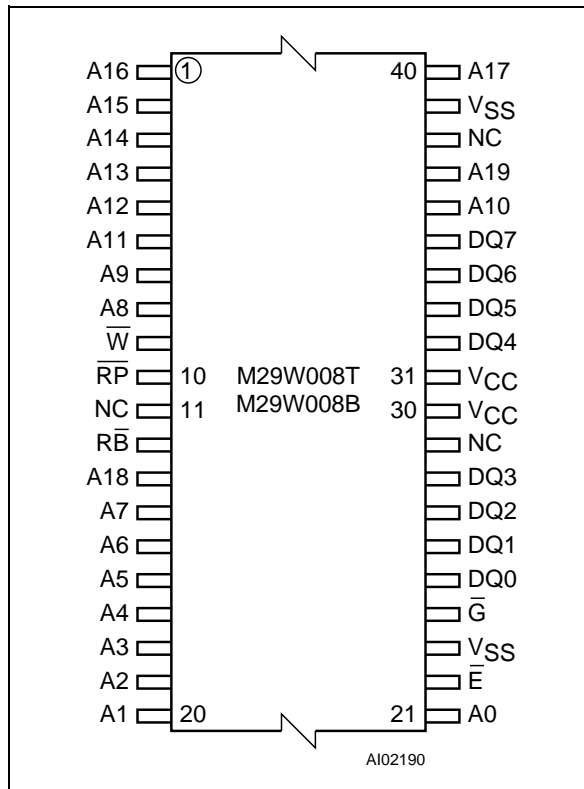 A16 ① 40 A17
A15 VSS
A14 NC
A13 A19
A12 A10
A11 DQ7
A9 DQ6
A8 DQ5
W̅ DQ4
R̅P̅ 10 M29W008T 31 VCC
NC 11 M29W008B 30 VCC
RB̅ NC
A18 DQ3
A7 DQ2
A6 DQ1
A5 DQ0
A4 G̅
A3 VSS
A2 E̅
A1 20 21 A0
AI02190